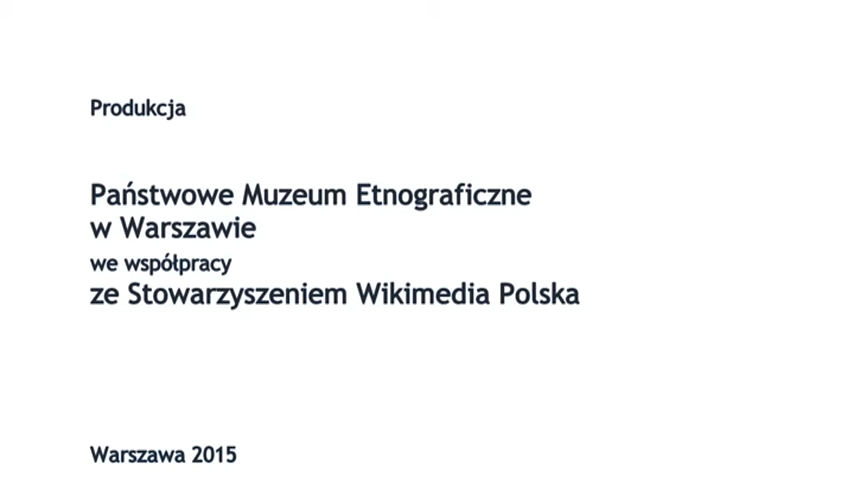 Produkcja
Państwowe Muzeum Etnograficzne
w Warszawie
we współpracy
ze Stowarzyszeniem Wikimedia Polska
Warszawa 2015